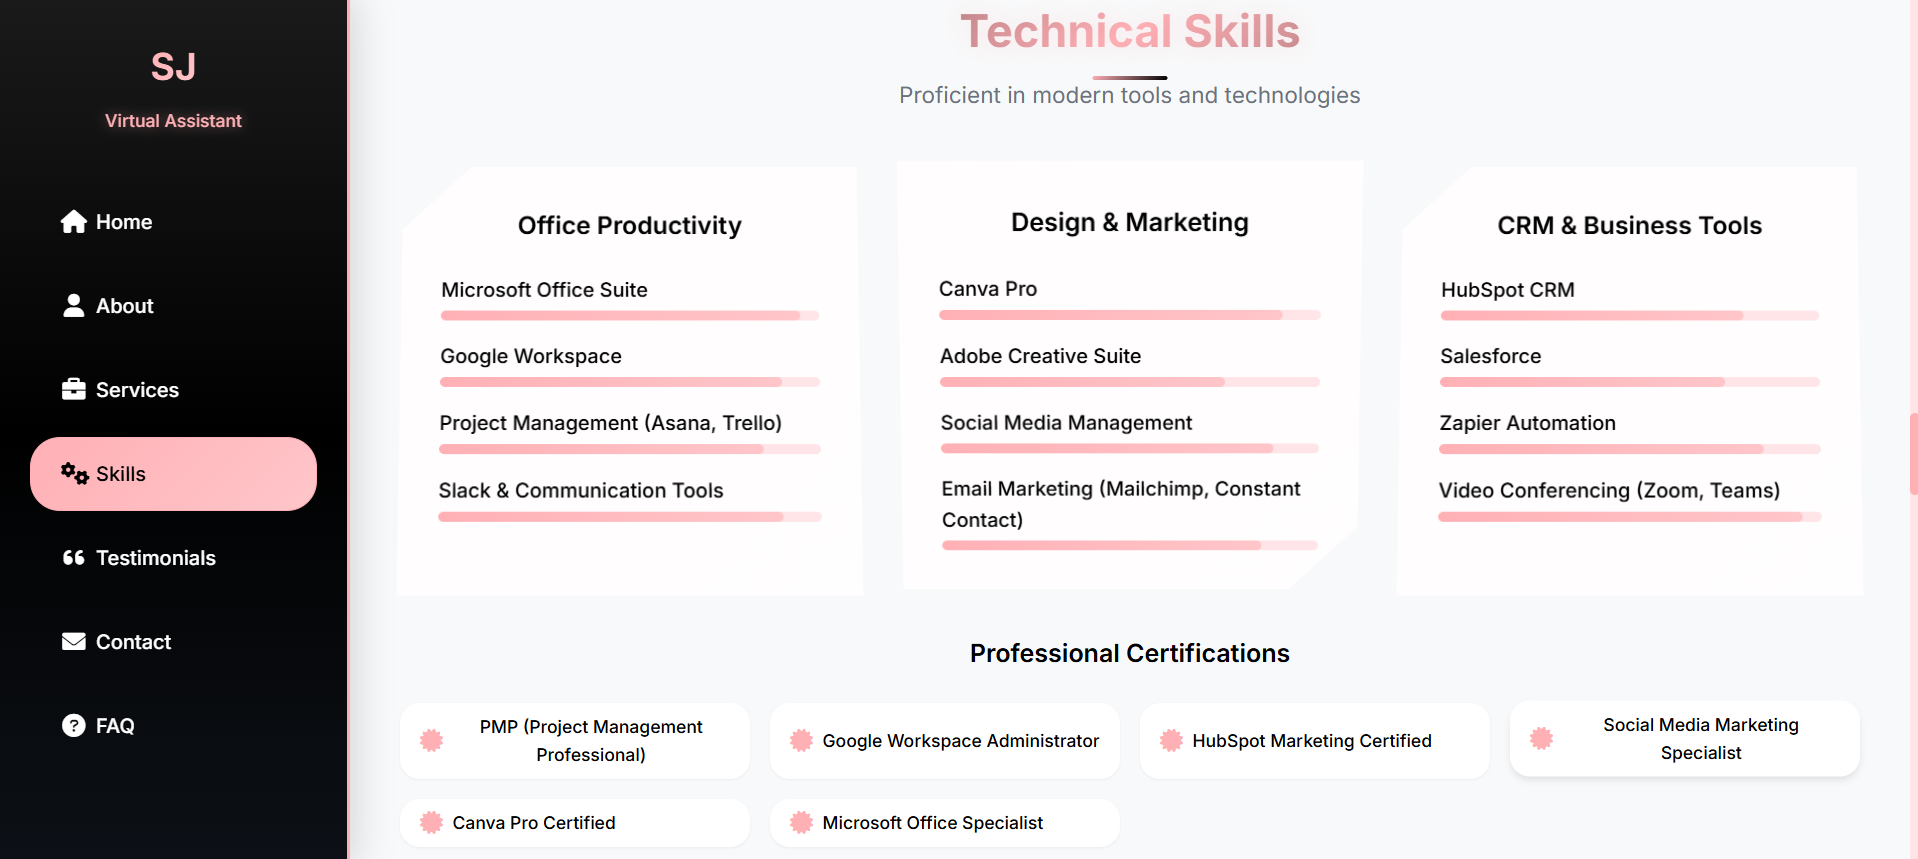 SJ
Virtual Assistant
Home
About
Services
Skills
Testimonials
Contact
FAQ
Technical Skills
Proficient in modern tools and technologies
Office Productivity
Microsoft Office Suite
Google Workspace
Project Management (Asana, Trello)
Slack & Communication Tools
Design & Marketing
Canva Pro
Adobe Creative Suite
Social Media Management
Email Marketing (Mailchimp, Constant
Contact)
CRM & Business Tools
HubSpot CRM
Salesforce
Zapier Automation
Video Conferencing (Zoom, Teams)
Professional Certifications
PMP (Project Management
Professional)
Google Workspace Administrator
HubSpot Marketing Certified
Social Media Marketing
Specialist
Canva Pro Certified
Microsoft Office Specialist